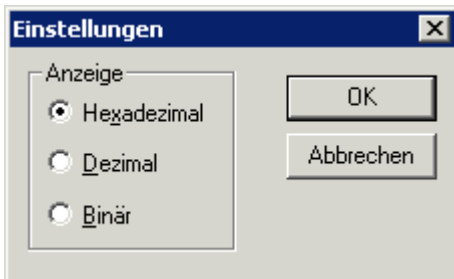 Einstellungen
Anzeige
Hexadezimal
Dezimal
Binär
OK
Abbrechen